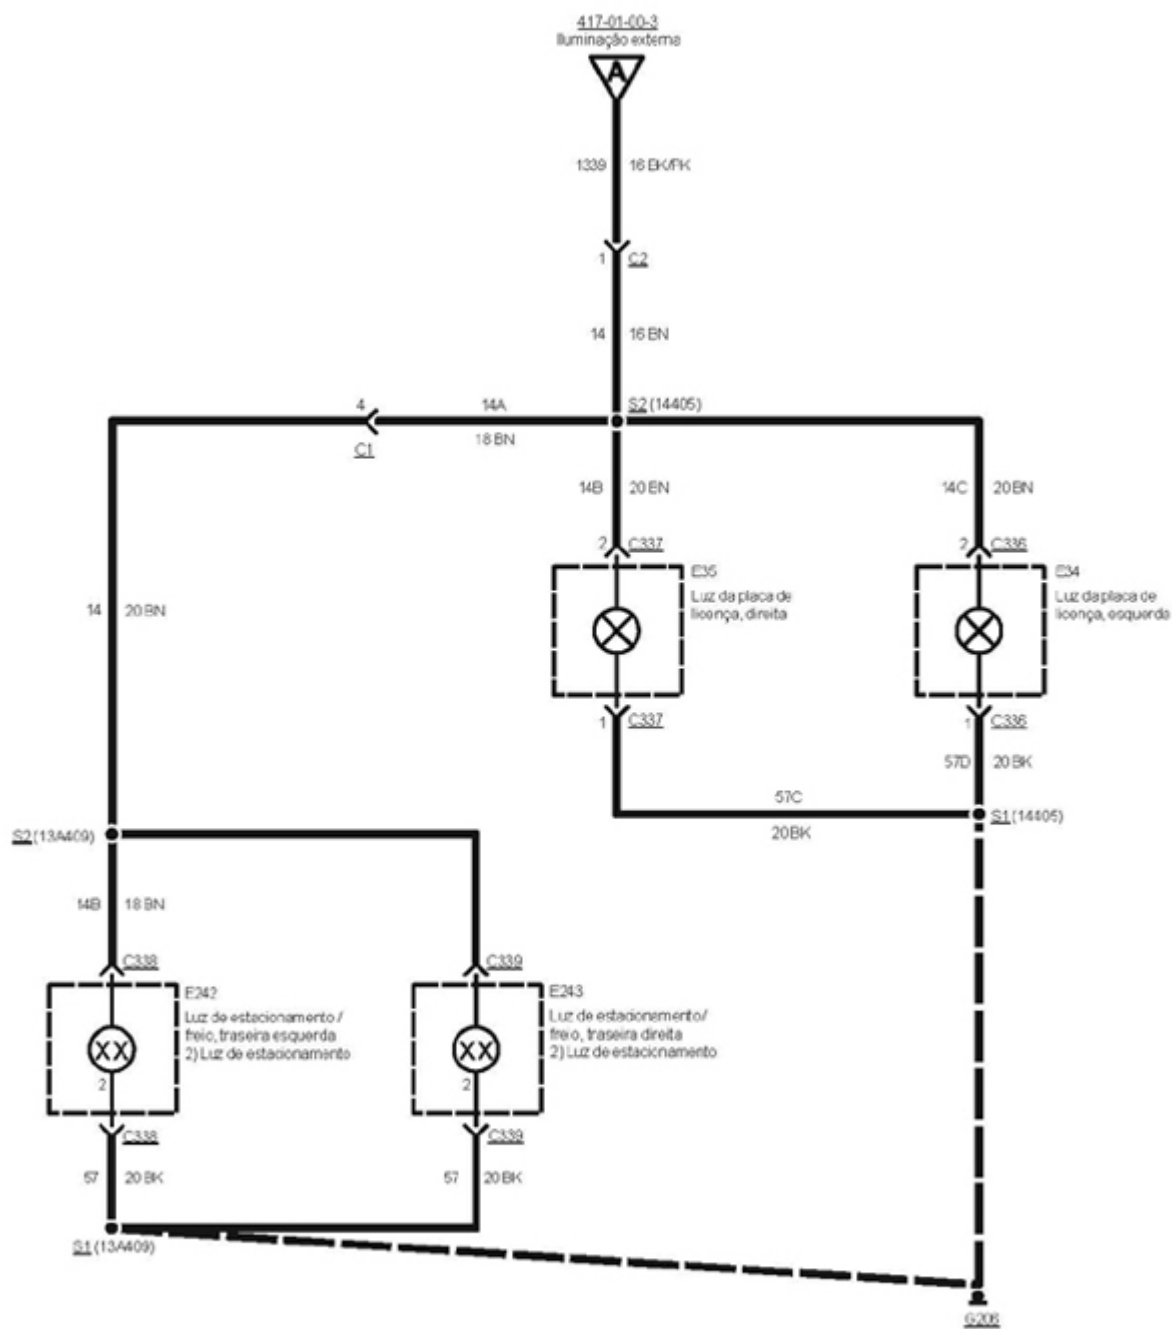 417-01-00-3
Iluminação externa
A
1339 16 BK/PK
1 C2
14 16 BN
S2 (14405)
4 14A
C1 18 BN
14B 20 BN
14C 20 BN
2 C337
2 C336
E35
Luz da placa de
licença, direita
E34
Luz da placa de
licença, esquerda
14 20 BN
1 C337
1 C336
57D 20 BK
57C
20 BK
S1 (14405)
S2 (13A409)
14B 18 BN
C338
C339
E242
Luz de estacionamento /
freio, traseira esquerda
2) Luz de estacionamento
E243
Luz de estacionamento/
freio, traseira direita
2) Luz de estacionamento
XX
2
XX
2
C338
C339
57 20 BK
57 20 BK
S1 (13A409)